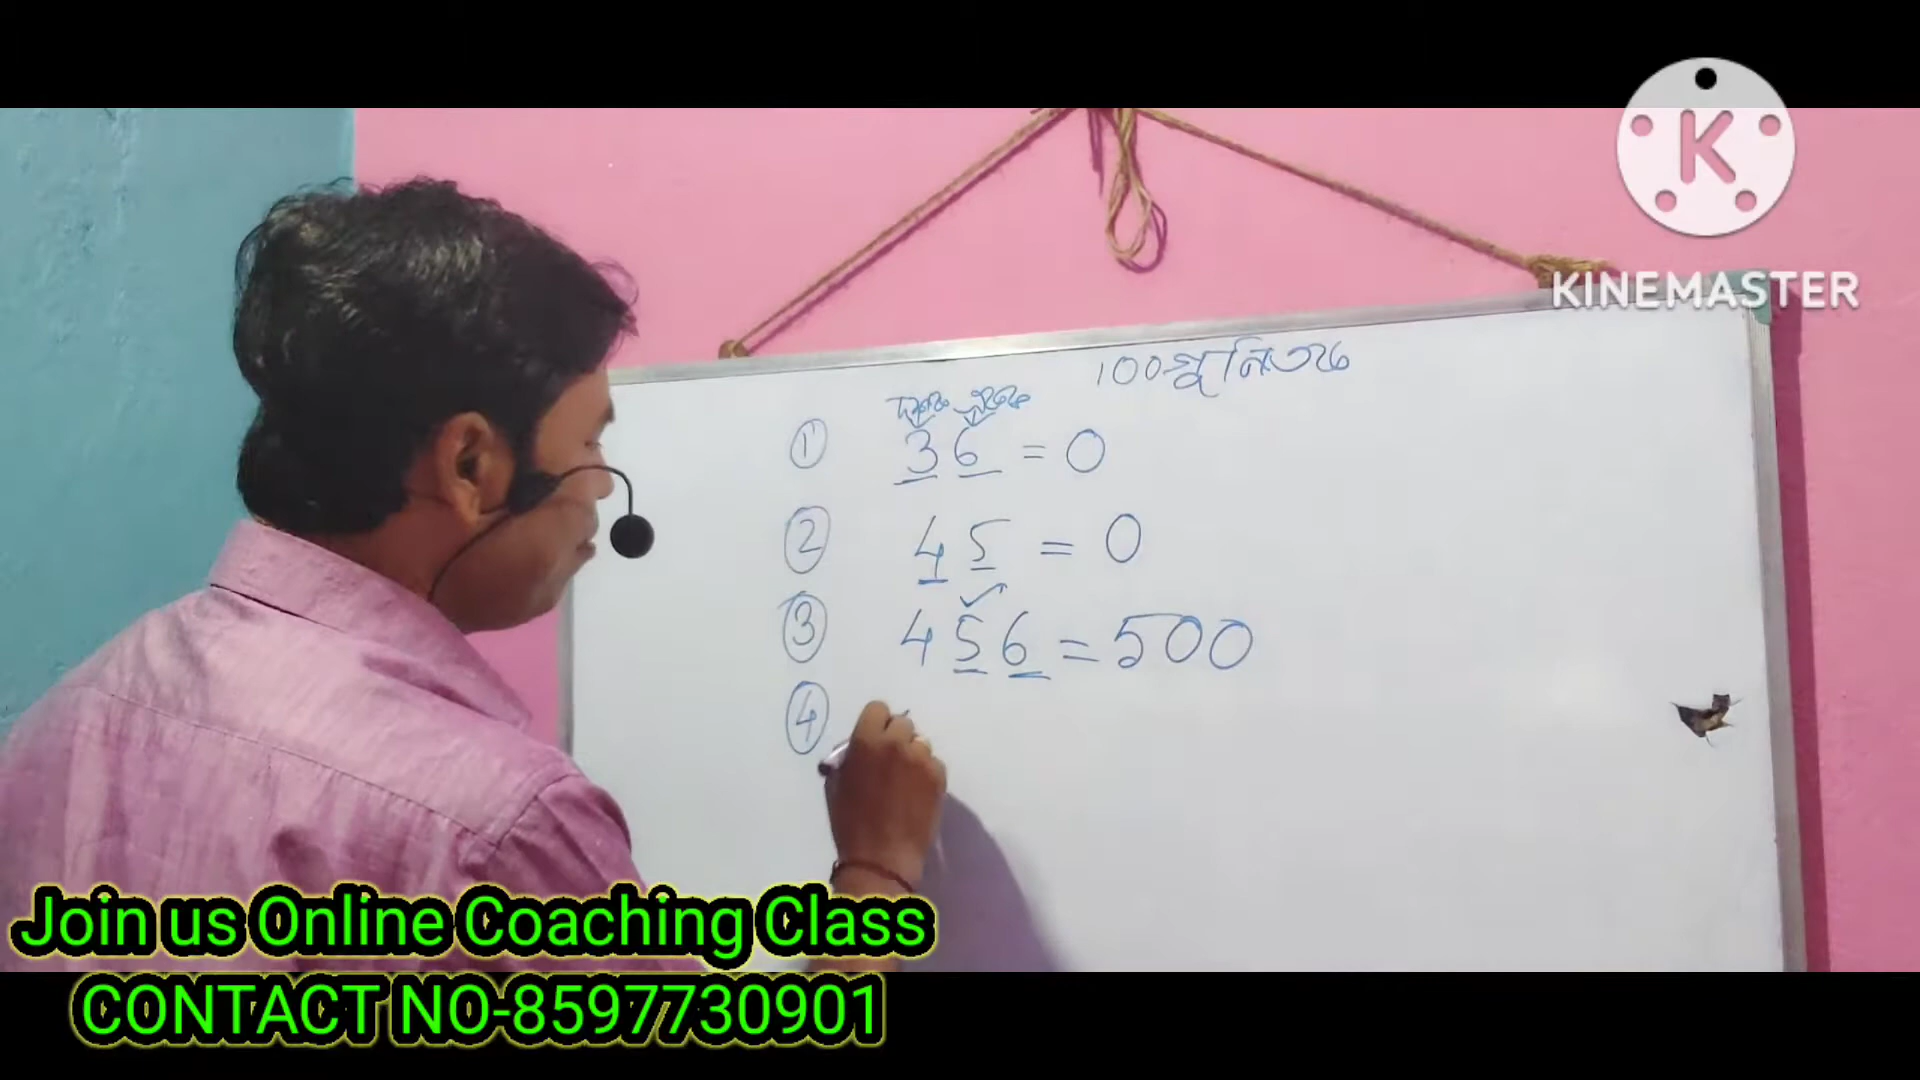 KINEMASTER
① 36 = 0
② 45 = 0
③ 456 = 500
④
Join us Online Coaching Class
CONTACT NO-8597730901